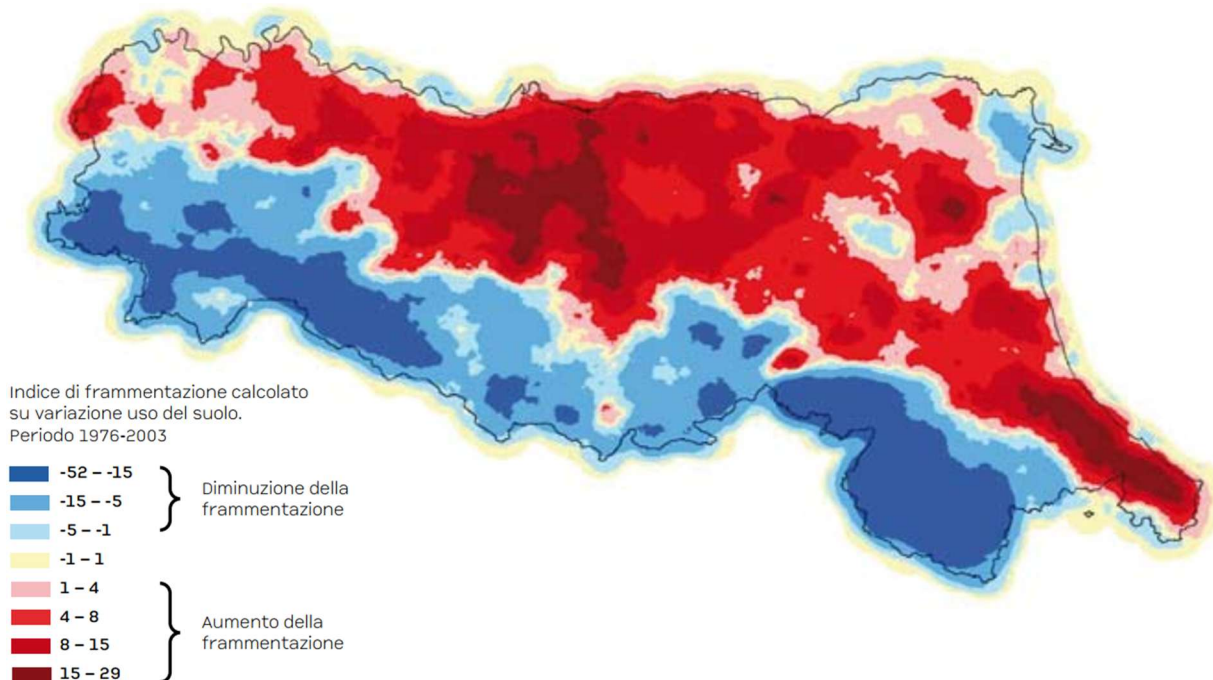 Indice di frammentazione calcolato
su variazione uso del suolo.
Periodo 1976-2003
-52 – -15
-15 – -5
-5 – -1
-1 – 1
1 – 4
4 – 8
8 – 15
15 – 29
Diminuzione della
frammentazione
Aumento della
frammentazione